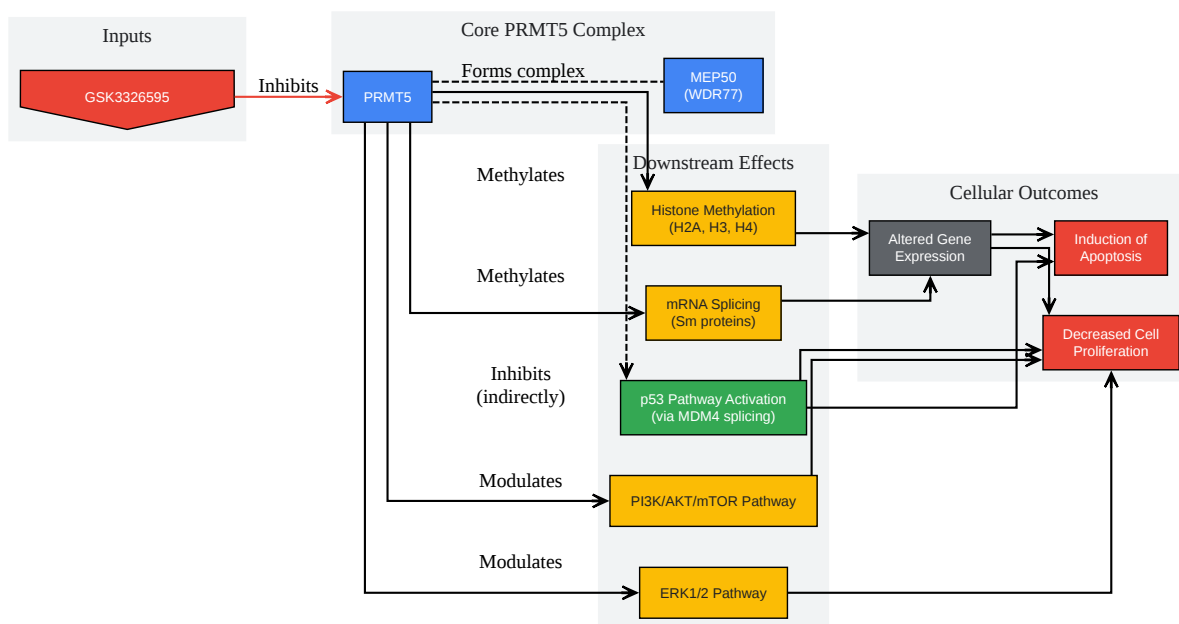 Inputs
GSK3326595
Inhibits
Core PRMT5 Complex
PRMT5
Forms complex
MEP50
(WDR77)
Methylates
Methylates
Inhibits
(indirectly)
Modulates
Modulates
Downstream Effects
Histone Methylation
(H2A, H3, H4)
mRNA Splicing
(Sm proteins)
p53 Pathway Activation
(via MDM4 splicing)
PI3K/AKT/mTOR Pathway
ERK1/2 Pathway
Cellular Outcomes
Altered Gene
Expression
Induction of
Apoptosis
Decreased Cell
Proliferation